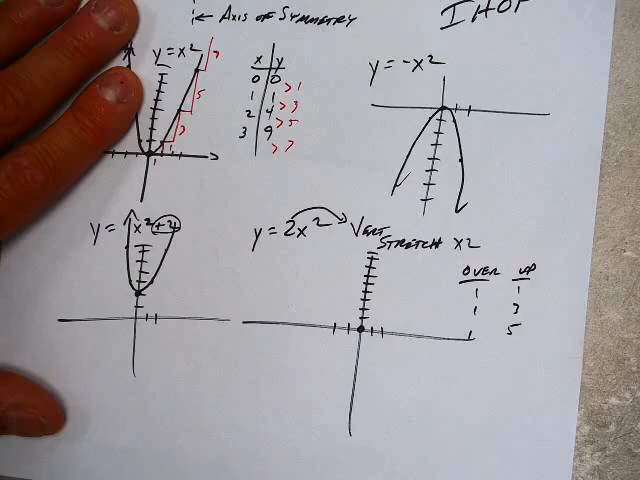 ← AXIS OF SYMMETRY
IHOP
y = x²
7
5
3
1
1
x y
0 0
1 1
2 4
3 9
>1
>3
>5
>7
y = -x²
y = x² +2
y = 2x² VERT
STRETCH X2
OVER UP
1 1
1 3
1 5